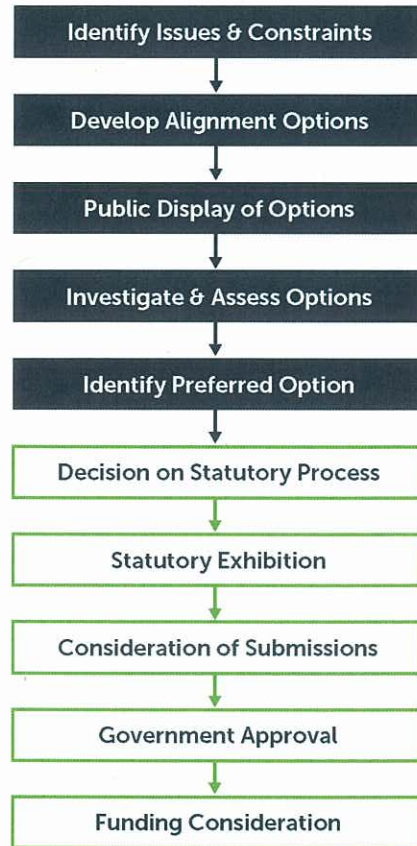 Identify Issues & Constraints
Develop Alignment Options
Public Display of Options
Investigate & Assess Options
Identify Preferred Option
Decision on Statutory Process
Statutory Exhibition
Consideration of Submissions
Government Approval
Funding Consideration